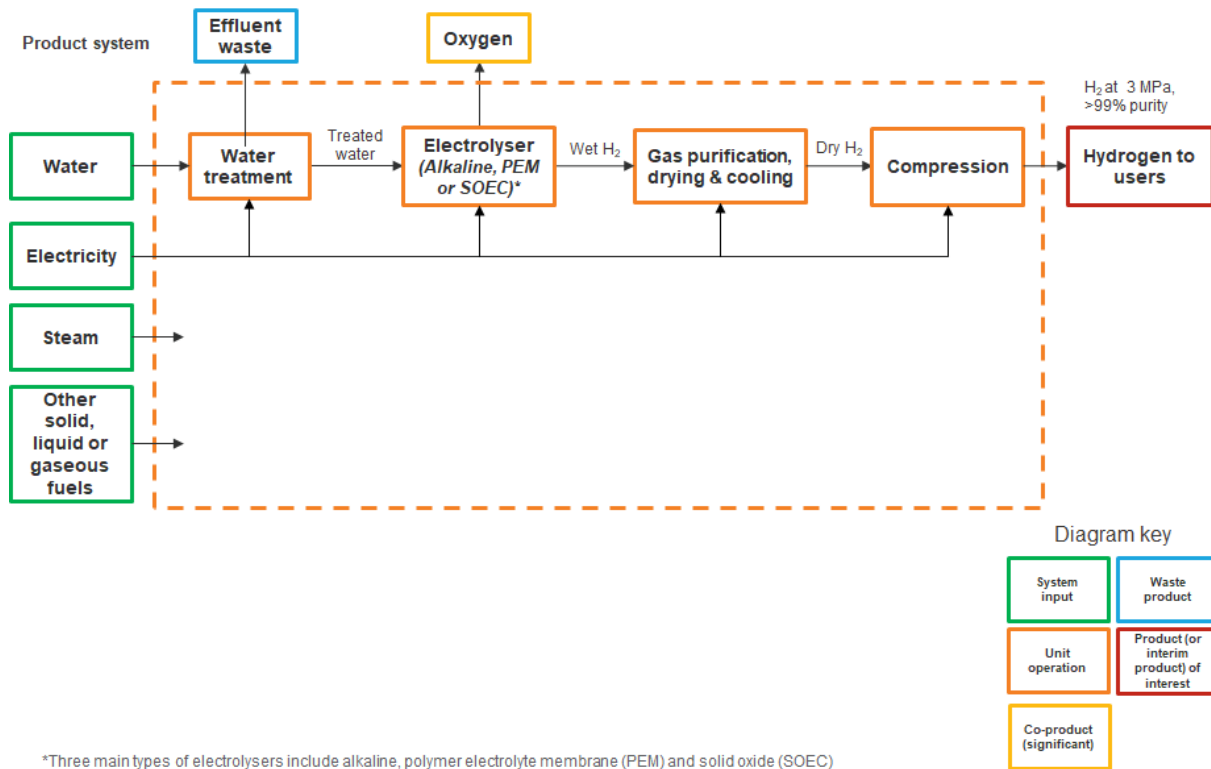 Product system
Effluent
waste
Oxygen
H₂ at 3 MPa,
>99% purity
Water
Water
treatment
Treated
water
Electrolyser
(Alkaline, PEM
or SOEC)*
Wet H₂
Gas purification,
drying & cooling
Dry H₂
Compression
Hydrogen to
users
Electricity
Steam
Other
solid,
liquid or
gaseous
fuels
Diagram key
System
input
Waste
product
Unit
operation
Product (or
interim
product) of
interest
Co-product
(significant)
*Three main types of electrolysers include alkaline, polymer electrolyte membrane (PEM) and solid oxide (SOEC)